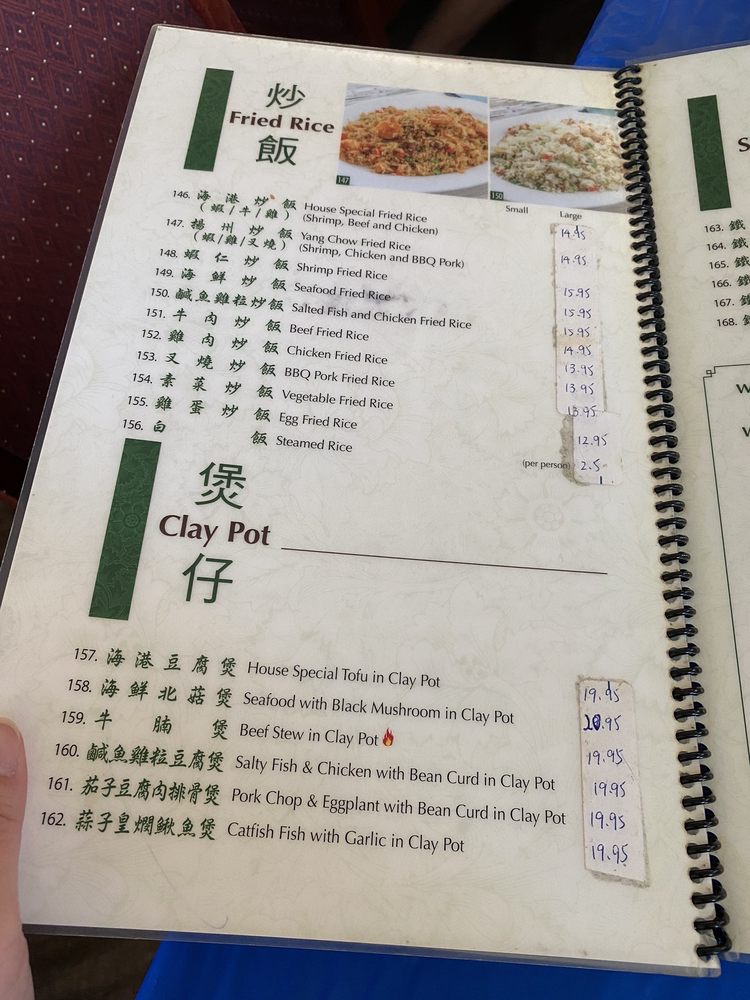 炒
Fried Rice
飯
147
150
Small Large
146. 海港炒飯 House Special Fried Rice 14.95
(蝦/牛/雞) (Shrimp, Beef and Chicken)
147. 揚州炒飯 Yang Chow Fried Rice 14.95
(蝦/雞/叉燒) (Shrimp, Chicken and BBQ Pork)
148. 蝦仁炒飯 Shrimp Fried Rice 15.95
149. 海鮮炒飯 Seafood Fried Rice 15.95
150. 鹹魚雞粒炒飯 Salted Fish and Chicken Fried Rice 15.95
151. 牛肉炒飯 Beef Fried Rice 14.95
152. 雞肉炒飯 Chicken Fried Rice 13.95
153. 叉燒炒飯 BBQ Pork Fried Rice 13.95
154. 素菜炒飯 Vegetable Fried Rice 13.95
155. 雞蛋炒飯 Egg Fried Rice 12.95
156. 白飯 Steamed Rice (per person) 2.5
煲
Clay Pot
仔
157. 海港豆腐煲 House Special Tofu in Clay Pot 19.95
158. 海鮮北菇煲 Seafood with Black Mushroom in Clay Pot 20.95
159. 牛腩煲 Beef Stew in Clay Pot 19.95
160. 鹹魚雞粒豆腐煲 Salty Fish & Chicken with Bean Curd in Clay Pot 19.95
161. 茄子豆腐肉排骨煲 Pork Chop & Eggplant with Bean Curd in Clay Pot 19.95
162. 蒜子皇燜鰍魚煲 Catfish Fish with Garlic in Clay Pot 19.95
S
163. 鐵
164. 鐵
165. 鐵
166. 鐵
167. 鐵
168. 鐵
W
W